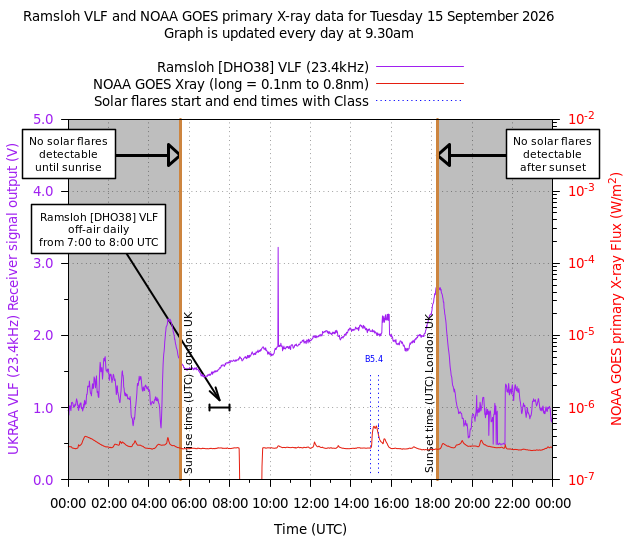 Ramsloh VLF and NOAA GOES primary X-ray data for Tuesday 15 September 2026
Graph is updated every day at 9.30am
Ramsloh [DHO38] VLF (23.4kHz)
NOAA GOES Xray (long = 0.1nm to 0.8nm)
Solar flares start and end times with Class
5.0
4.0
3.0
2.0
1.0
0.0
UKRAA VLF (23.4kHz) Receiver signal output (V)
No solar flares
detectable
until sunrise
Ramsloh [DHO38] VLF
off-air daily
from 7:00 to 8:00 UTC
Sunrise time (UTC) London UK
B5.4
Sunset time (UTC) London UK
No solar flares
detectable
after sunset
10-2
10-3
10-4
10-5
10-6
10-7
NOAA GOES primary X-ray Flux (W/m2)
00:00 02:00 04:00 06:00 08:00 10:00 12:00 14:00 16:00 18:00 20:00 22:00 00:00
Time (UTC)